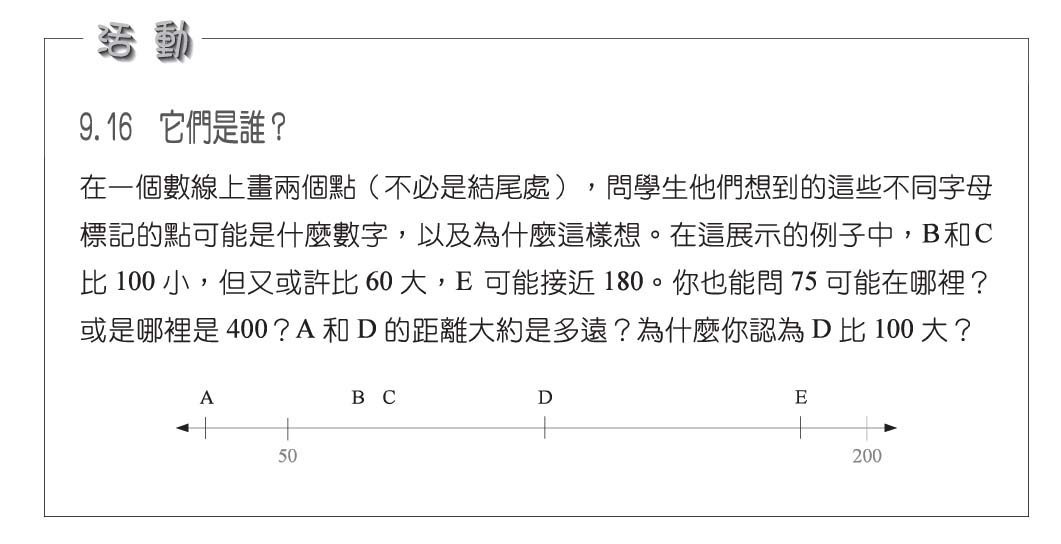 活 動
9.16 它們是誰？
在一個數線上畫兩個點（不必是結尾處），問學生他們想到的這些不同字母
標記的點可能是什麼數字，以及為什麼這樣想。在這展示的例子中，B和C
比 100 小，但又或許比 60 大，E 可能接近 180。你也能問 75 可能在哪裡？
或是哪裡是 400？A 和 D 的距離大約是多遠？為什麼你認為 D 比 100 大？
A B C D E
50 200